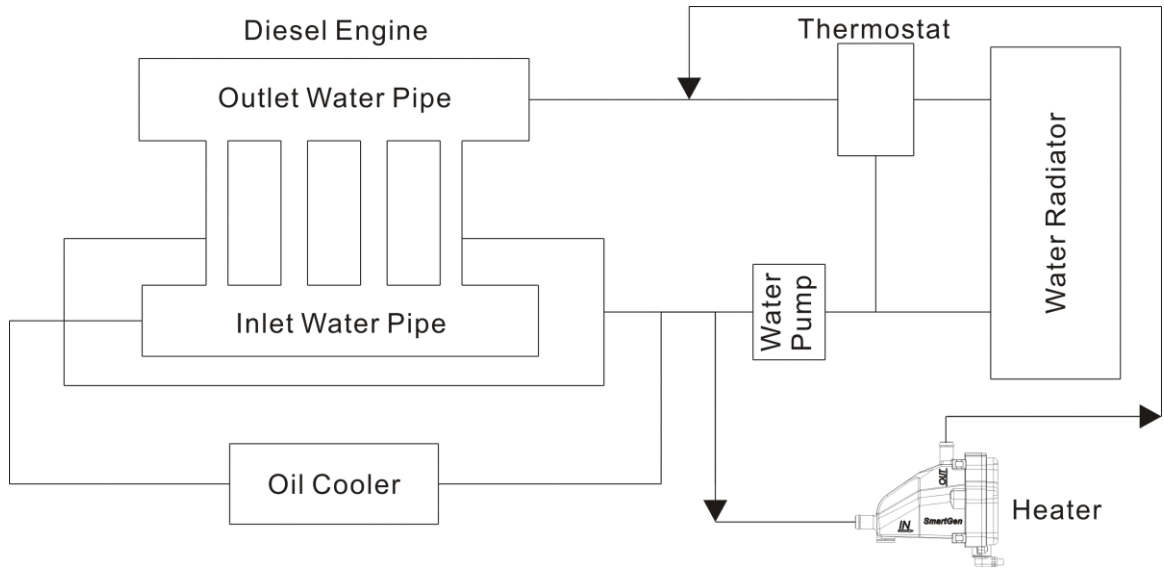 Diesel Engine
Thermostat
Outlet Water Pipe
Water Radiator
Inlet Water Pipe
Water
Pump
Oil Cooler
OUT
IN
SmartGen
Heater